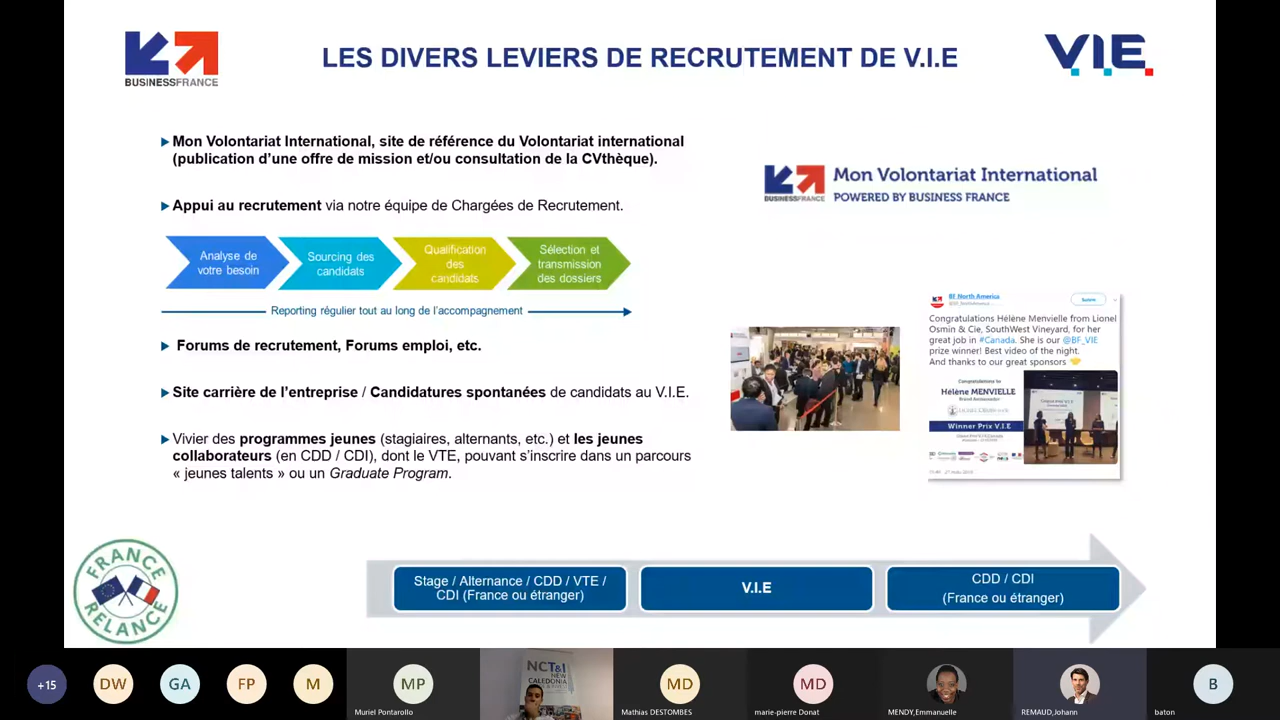 BUSINESSFRANCE
LES DIVERS LEVIERS DE RECRUTEMENT DE V.I.E
V.I.E.
Mon Volontariat International, site de référence du Volontariat international
(publication d’une offre de mission et/ou consultation de la CVthèque).
Mon Volontariat International
BUSINESSFRANCE
POWERED BY BUSINESS FRANCE
Appui au recrutement via notre équipe de Chargées de Recrutement.
Analyse de
votre besoin
Sourcing des
candidats
Qualification
des
candidats
Sélection et
transmission
des dossiers
Reporting régulier tout au long de l’accompagnement
Forums de recrutement, Forums emploi, etc.
Site carrière de l’entreprise / Candidatures spontanées de candidats au V.I.E.
Vivier des programmes jeunes (stagiaires, alternants, etc.) et les jeunes
collaborateurs (en CDD / CDI), dont le VTE, pouvant s’inscrire dans un parcours
« jeunes talents » ou un Graduate Program.
BF North America
Congratulations Hélène Menvielle from Lionel
Osmin & Cie, SouthWest Vineyard, for her
great job in #Canada. She is our @BF_VIE
prize winner! Best video of the night.
And thanks to our great sponsors
Congratulations to
Hélène MENVIELLE
Brand Ambassador
Winner Prix V.I.E
FRANCE
RELANCE
Stage / Alternance / CDD / VTE /
CDI (France ou étranger)
V.I.E
CDD / CDI
(France ou étranger)
+15
DW
GA
FP
M
MP
Muriel Pontarollo
NCT&I
NEW
CALEDONIA
MD
Mathias DESTOMBES
MD
marie-pierre Donat
MENDY,Emmanuelle
REMAUD,Johann
B
baton